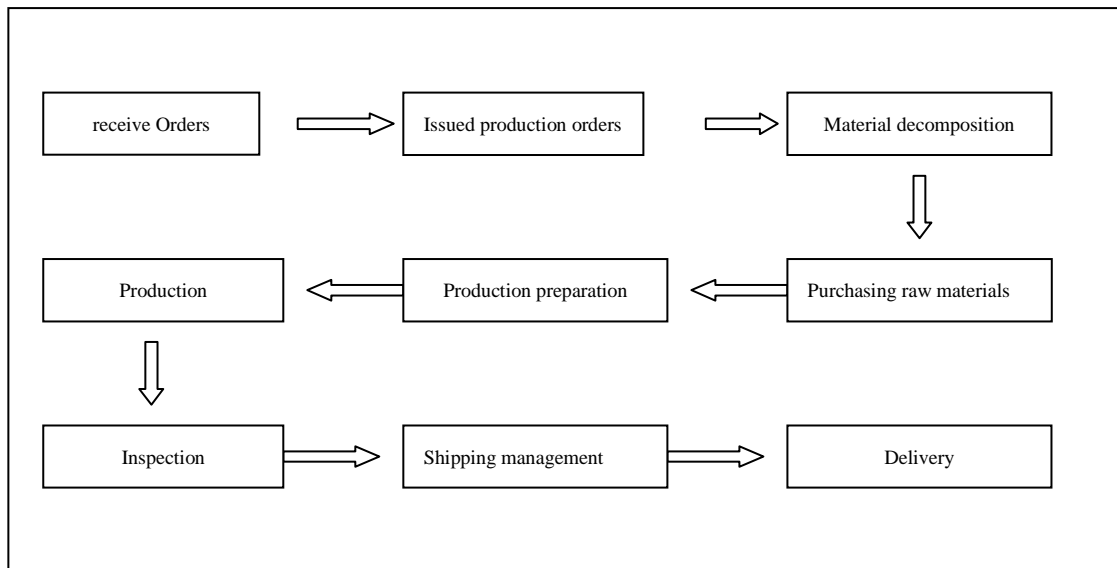 receive Orders
Issued production orders
Material decomposition
Production
Production preparation
Purchasing raw materials
Inspection
Shipping management
Delivery